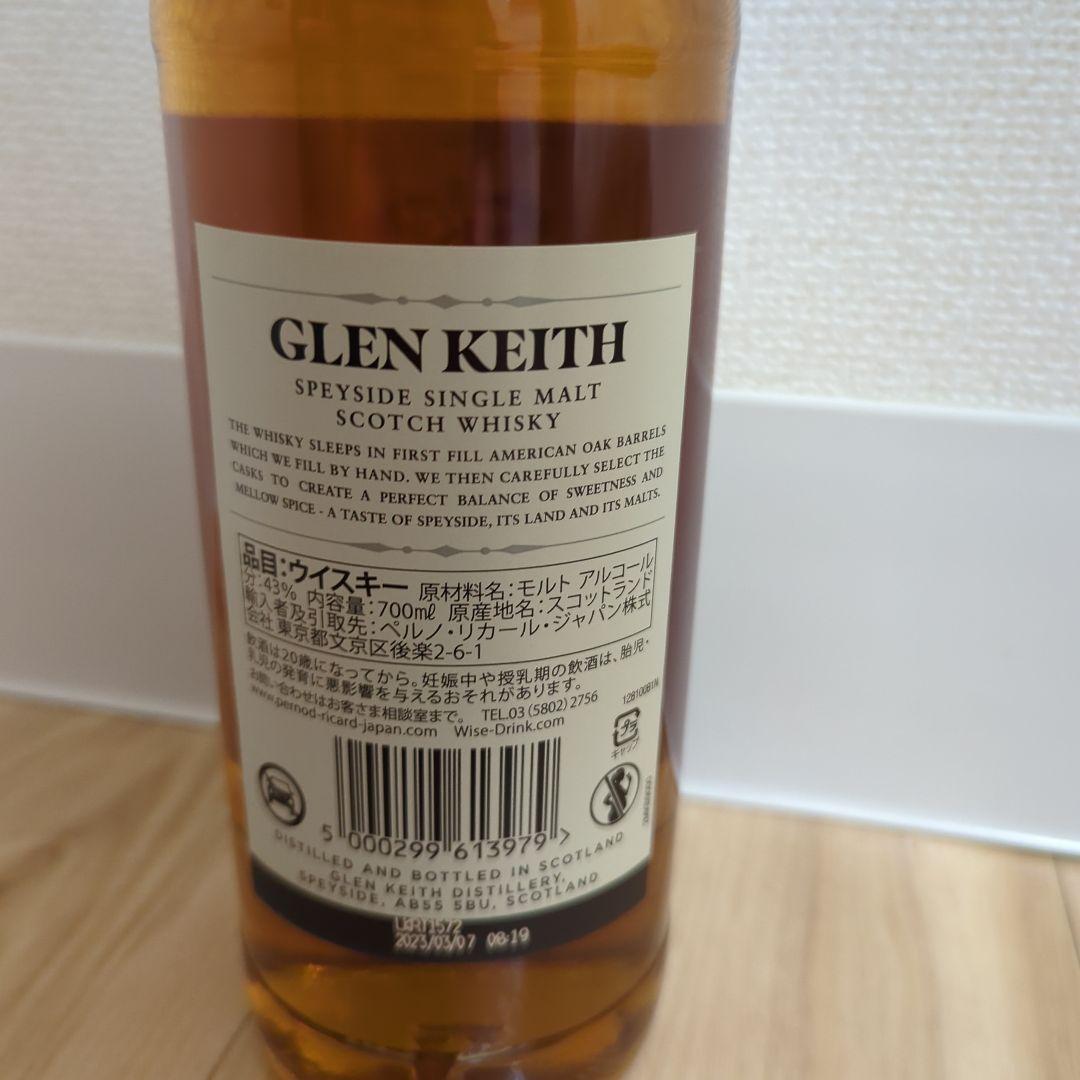 GLEN KEITH
SPEYSIDE SINGLE MALT
SCOTCH WHISKY
THE WHISKY SLEEPS IN FIRST FILL AMERICAN OAK BARRELS
WHICH WE FILL BY HAND. WE THEN CAREFULLY SELECT THE
CASKS TO CREATE A PERFECT BALANCE OF SWEETNESS AND
MELLOW SPICE - A TASTE OF SPEYSIDE, ITS LAND AND ITS MALTS.
品目:ウイスキー 原材料名:モルト アルコール
分:43% 内容量:700㎖ 原産地名:スコットランド
輸入者及引取先:ペルノ・リカール・ジャパン株式
会社 東京都文京区後楽2-6-1
飲酒は20歳になってから。妊娠中や授乳期の飲酒は、胎児・
乳児の発育に悪影響を与えるおそれがあります。
お問い合わせはお客さま相談室まで。 TEL.03(5802)2756
www.pernod-ricard-japan.com Wise-Drink.com
プラ
キャップ
5 000299 613979 >
DISTILLED AND BOTTLED IN SCOTLAND
GLEN KEITH DISTILLERY,
SPEYSIDE, AB55 5BU, SCOTLAND
2023/03/07 08:19